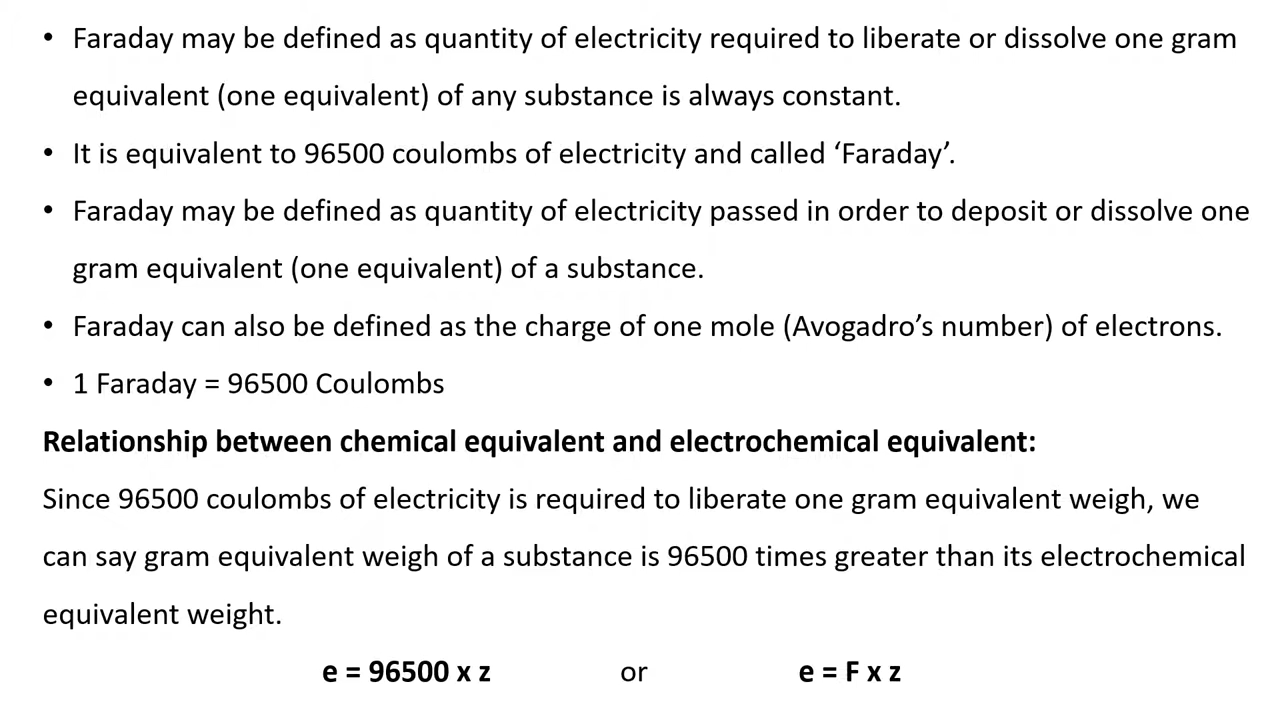 • Faraday may be defined as quantity of electricity required to liberate or dissolve one gram
equivalent (one equivalent) of any substance is always constant.
• It is equivalent to 96500 coulombs of electricity and called ‘Faraday’.
• Faraday may be defined as quantity of electricity passed in order to deposit or dissolve one
gram equivalent (one equivalent) of a substance.
• Faraday can also be defined as the charge of one mole (Avogadro’s number) of electrons.
• 1 Faraday = 96500 Coulombs
Relationship between chemical equivalent and electrochemical equivalent:
Since 96500 coulombs of electricity is required to liberate one gram equivalent weigh, we
can say gram equivalent weigh of a substance is 96500 times greater than its electrochemical
equivalent weight.
e = 96500 x z or e = F x z